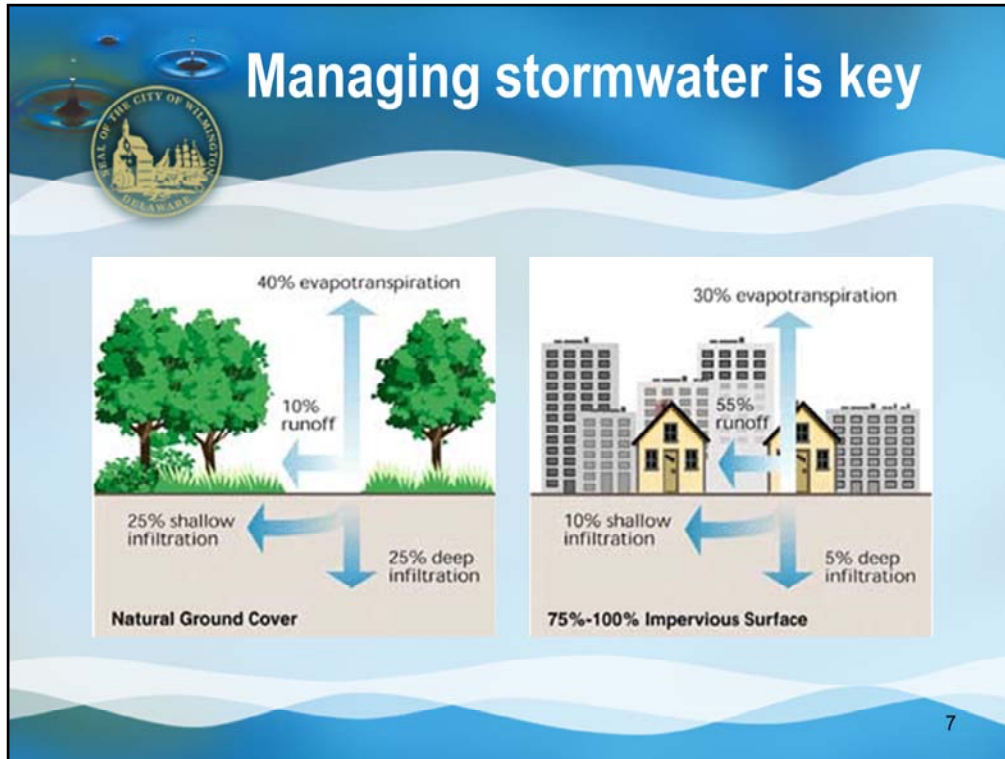 Managing stormwater is key
SEAL OF THE CITY OF WILMINGTON
DELAWARE
40% evapotranspiration
10%
runoff
25% shallow
infiltration
25% deep
infiltration
Natural Ground Cover
30% evapotranspiration
55%
runoff
10% shallow
infiltration
5% deep
infiltration
75%-100% Impervious Surface
7